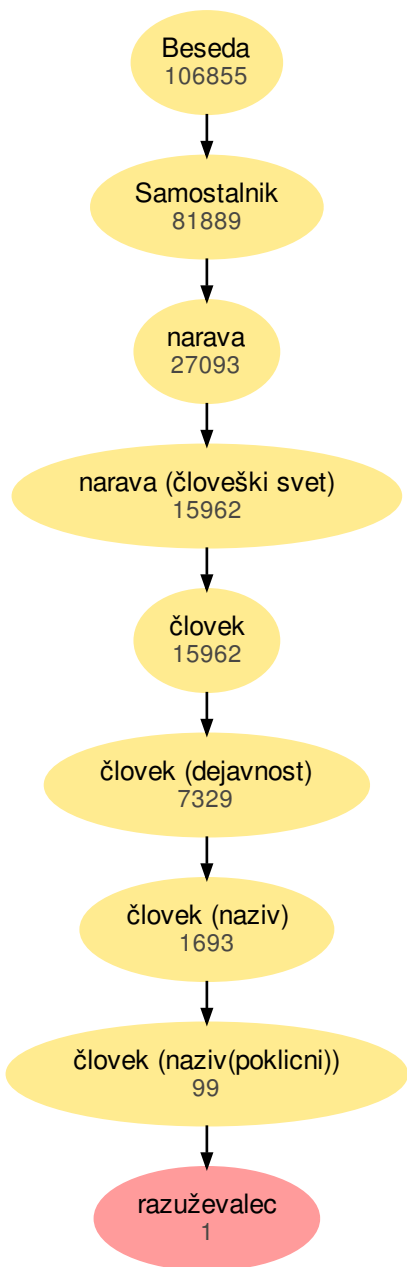 Beseda
106855
Samostalnik
81889
narava
27093
narava (človeški svet)
15962
človek
15962
človek (dejavnost)
7329
človek (naziv)
1693
človek (naziv(poklicni))
99
razuževalec
1